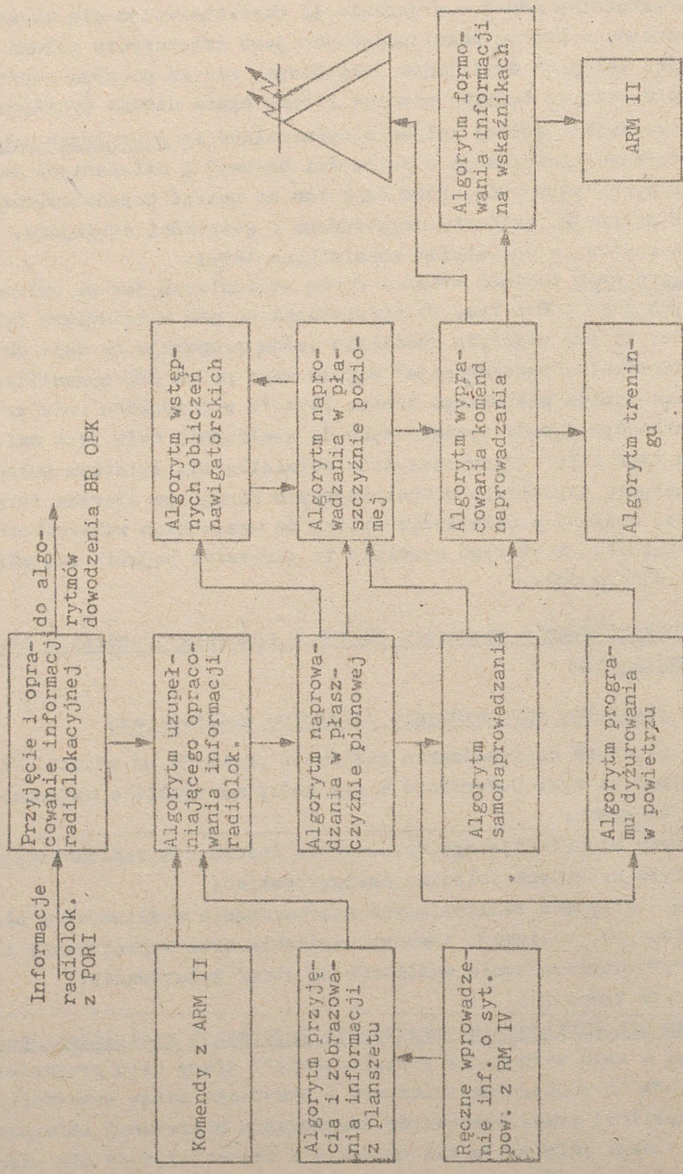 Informacje
radiolok.
z PORI
Przyjęcie i opra-
cowanie informacj
radiolokacyjnej
do algo-
rytmów
dowodzenia BR OPK
Komendy z ARM II
Algorytm uzupeł-
niającego opraco-
wania informacji
radiolok.
Algorytm wstęp-
nych obliczeń
nawigatorskich
Algorytm przyję-
cia i zobrazowa-
nia informacji
z planszetu
Algorytm naprowa-
dzania w płasz-
czyźnie pionowej
Algorytm napro-
wadzania w pła-
szczyźnie pozio-
mej
Ręczne wprowadze-
nie inf. o syt.
pow. z RM IV
Algorytm
samonaprowadzania
Algorytm wypra-
cowania komend
naprowadzania
Algorytm formo-
wania informacji
na wskaźnikach
Algorytm progra-
mu dyżurowania
w powietrzu
Algorytm trenin-
gu
ARM II